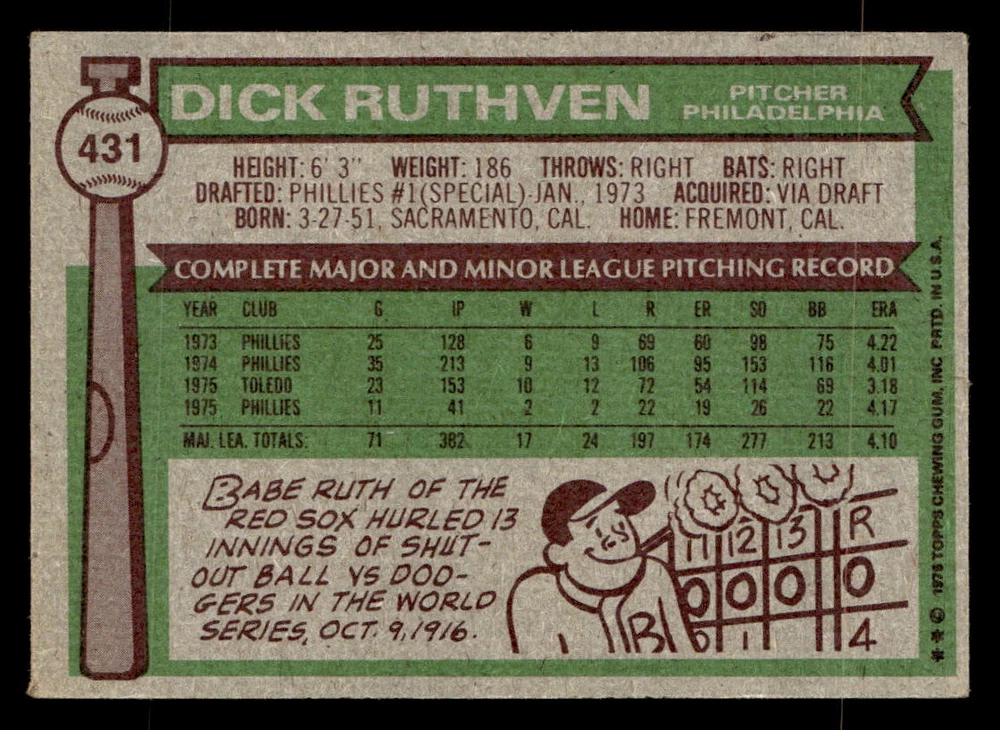 431
DICK RUTHVEN
PITCHER
PHILADELPHIA
HEIGHT: 6' 3" WEIGHT: 186 THROWS: RIGHT BATS: RIGHT
DRAFTED: PHILLIES #1(SPECIAL)-JAN., 1973 ACQUIRED: VIA DRAFT
BORN: 3-27-51, SACRAMENTO, CAL. HOME: FREMONT, CAL.
COMPLETE MAJOR AND MINOR LEAGUE PITCHING RECORD
YEAR CLUB G IP W L R ER SO BB ERA
1973 PHILLIES 25 128 6 9 69 60 98 75 4.22
1974 PHILLIES 35 213 9 13 106 95 153 116 4.01
1975 TOLEDO 23 153 10 12 72 54 114 69 3.18
1975 PHILLIES 11 41 2 2 22 19 26 22 4.17
MAJ. LEA. TOTALS: 71 382 17 24 197 174 277 213 4.10
BABE RUTH OF THE
RED SOX HURLED 13
INNINGS OF SHUT-
OUT BALL VS DOD-
GERS IN THE WORLD
SERIES, OCT. 9, 1916.
11 12 13 R
0 0 0 0
0 1 4
B
** © 1976 TOPPS CHEWING GUM, INC PRTD. IN U.S.A.